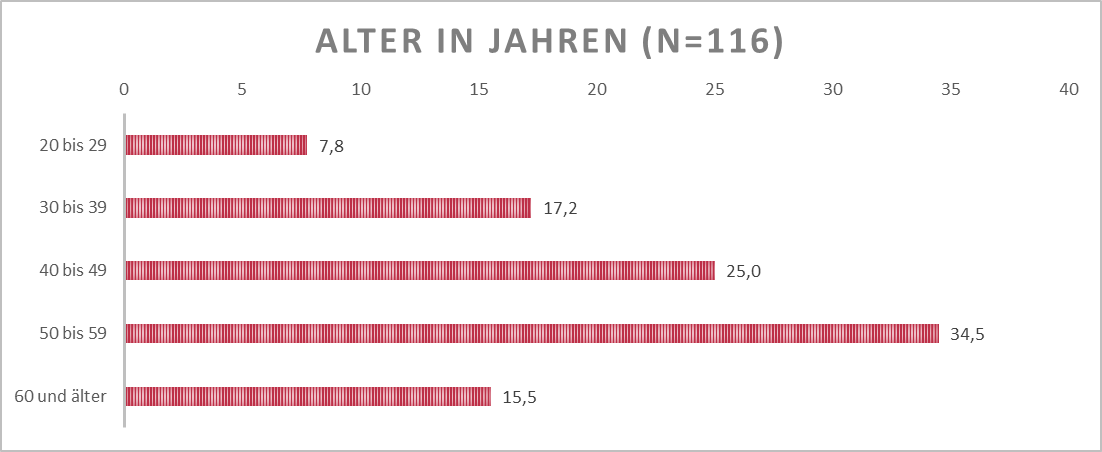 ALTER IN JAHREN (N=116)
0 5 10 15 20 25 30 35 40
20 bis 29 7,8
30 bis 39 17,2
40 bis 49 25,0
50 bis 59 34,5
60 und älter 15,5